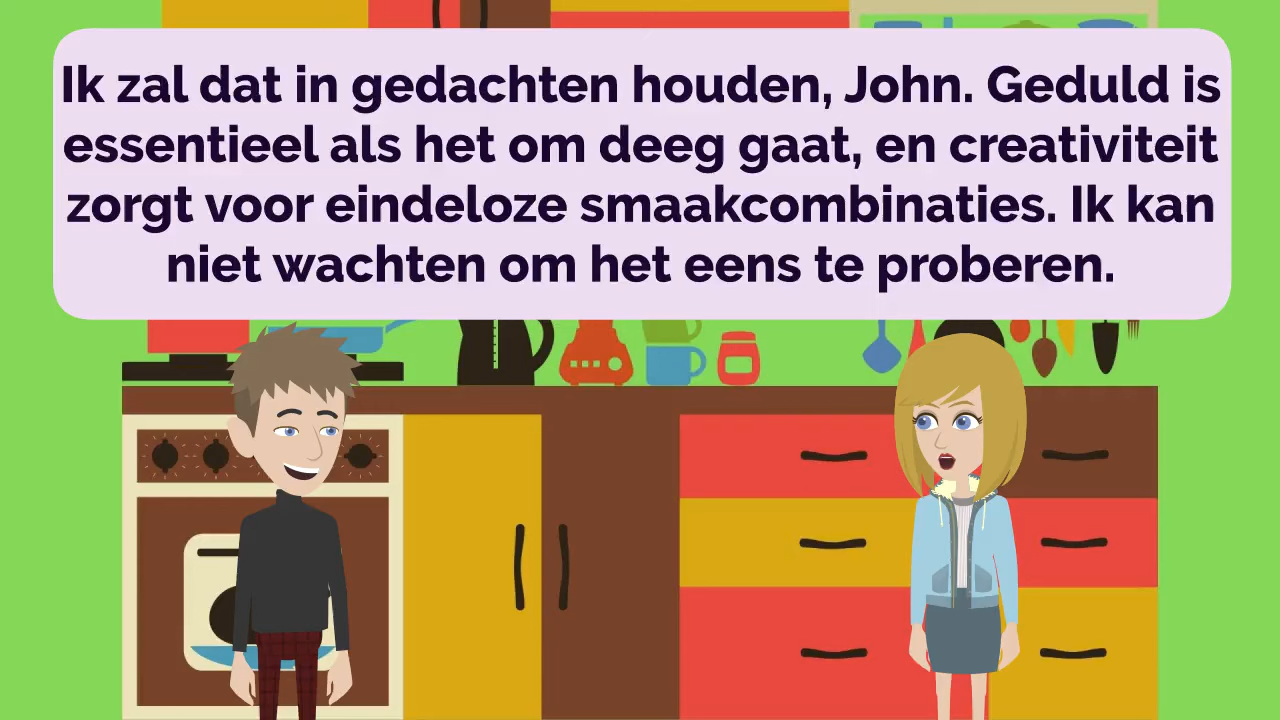 Ik zal dat in gedachten houden, John. Geduld is
essentieel als het om deeg gaat, en creativiteit
zorgt voor eindeloze smaakcombinaties. Ik kan
niet wachten om het eens te proberen.